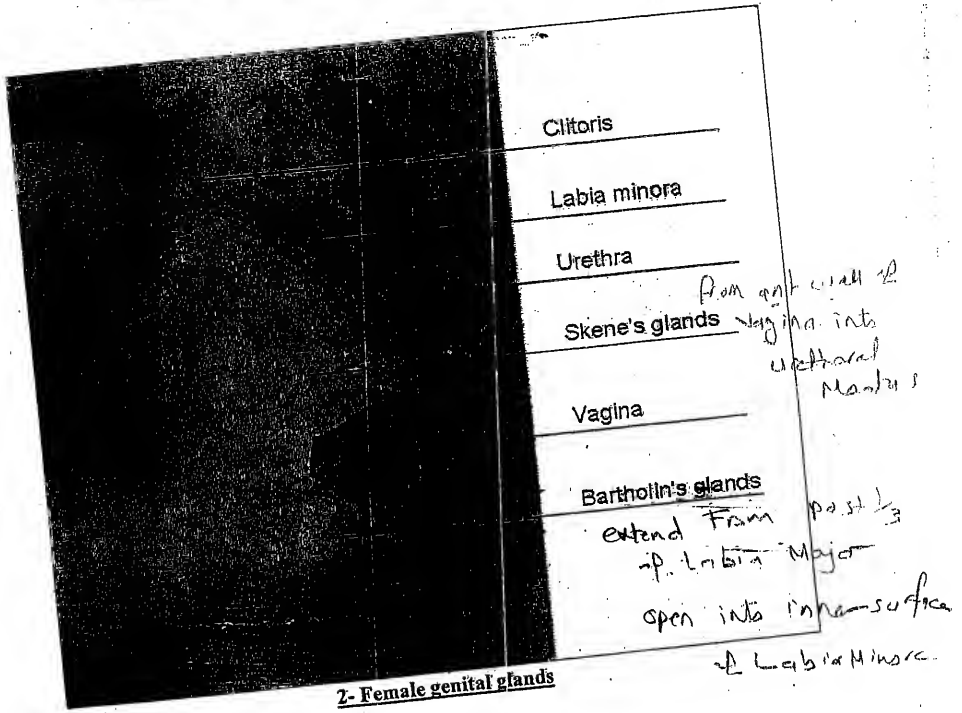 Clitoris
Labia minora
Urethra
from ant wall of
Skene's glands
vagina into
urethral
Vagina
Bartholin's glands
extend From post 1/3
of Labia Major
open into inner surface
of Labia Minora.
2- Female genital glands